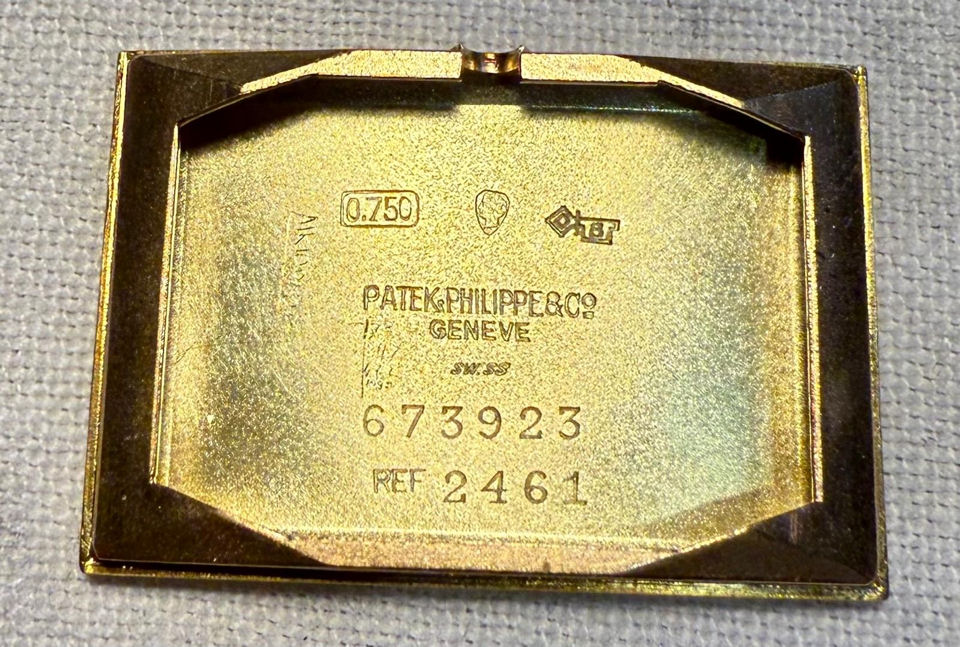 0.750
PATEK PHILIPPE & Cº
GENEVE
SWISS
673923
REF 2461